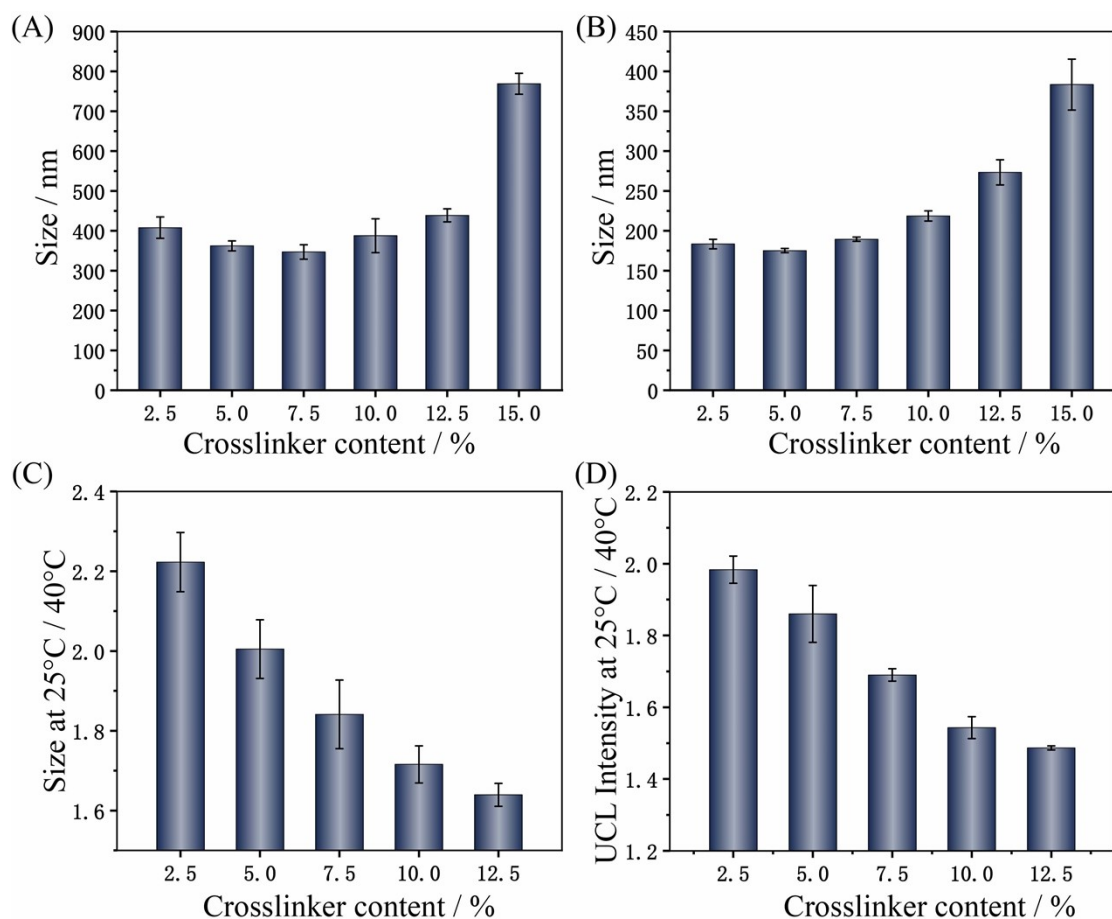 (A)
900
800
700
600
500
400
300
200
100
0
Size / nm
2.5 5.0 7.5 10.0 12.5 15.0
Crosslinker content / %
(B)
450
400
350
300
250
200
150
100
50
0
Size / nm
2.5 5.0 7.5 10.0 12.5 15.0
Crosslinker content / %
(C)
2.4
2.2
2.0
1.8
1.6
Size at 25°C / 40°C
2.5 5.0 7.5 10.0 12.5
Crosslinker content / %
(D)
2.2
2.0
1.8
1.6
1.4
1.2
UCL Intensity at 25°C / 40°C
2.5 5.0 7.5 10.0 12.5
Crosslinker content / %